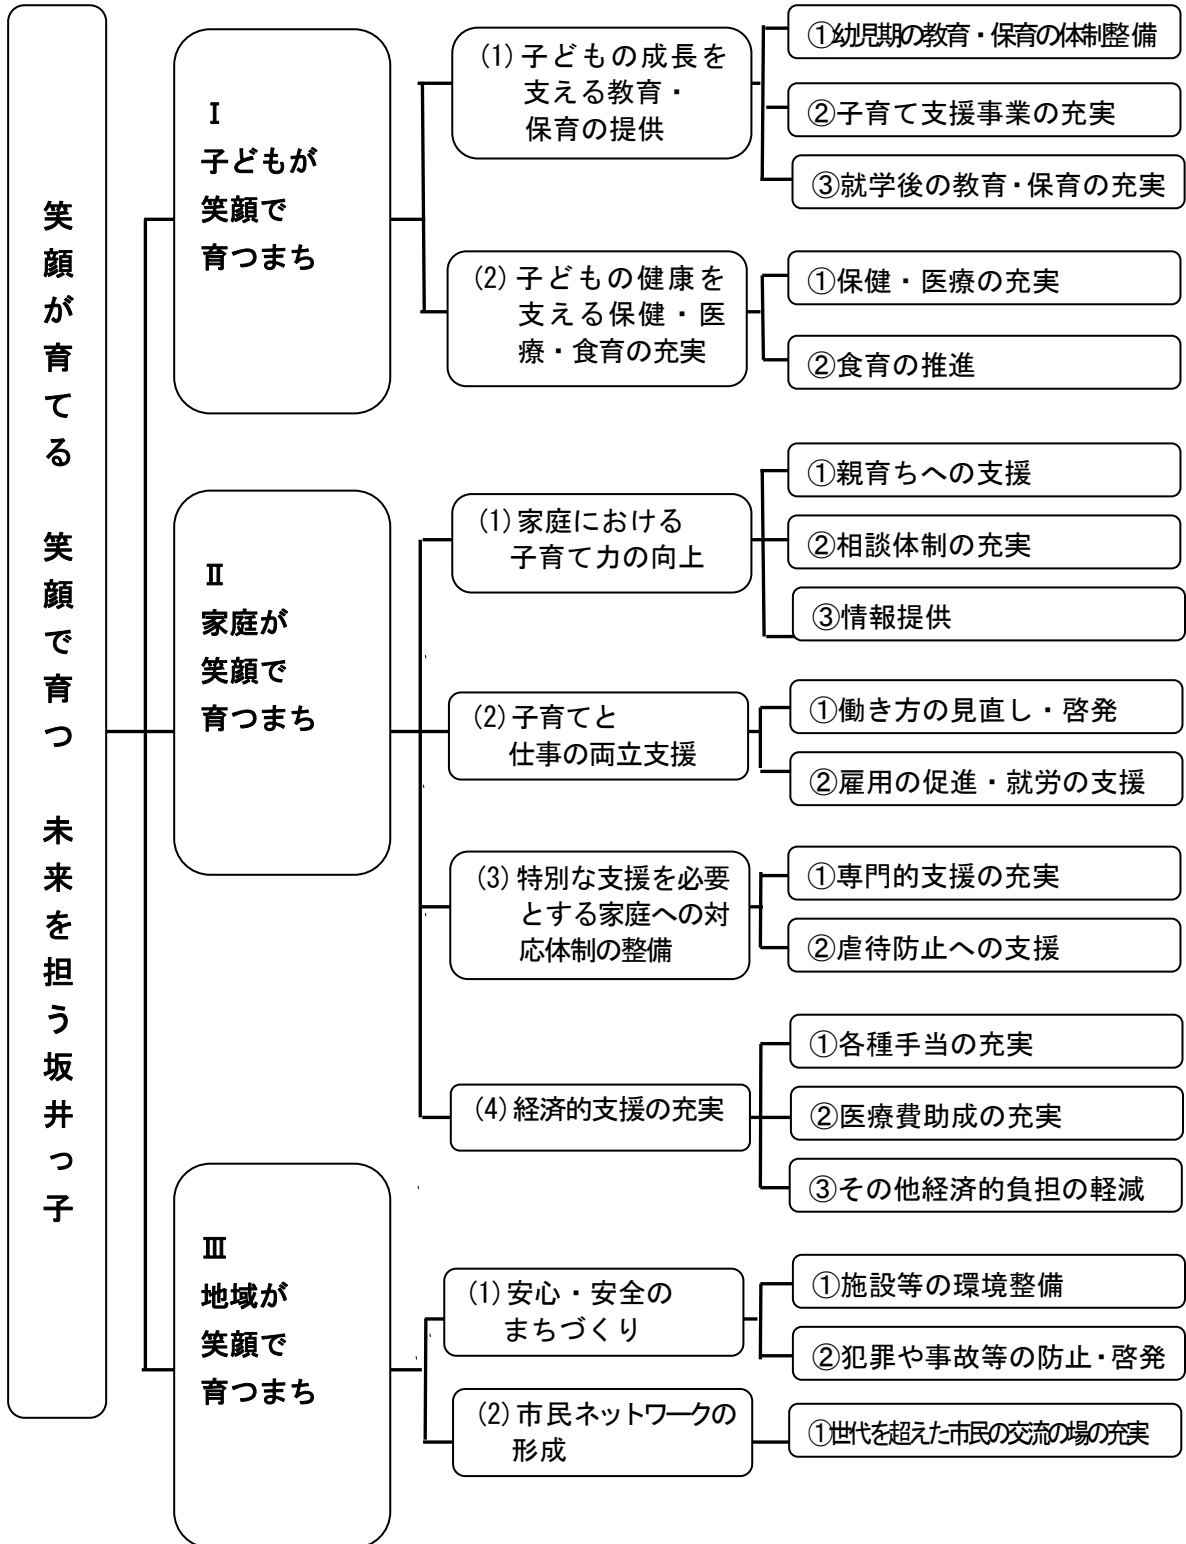 笑顔が育てる 笑顔で育つ 未来を担う坂井っ子
Ⅰ
子どもが
笑顔で
育つまち
(1)子どもの成長を
支える教育・
保育の提供
①幼児期の教育・保育の体制整備
②子育て支援事業の充実
③就学後の教育・保育の充実
(2)子どもの健康を
支える保健・医
療・食育の充実
①保健・医療の充実
②食育の推進
Ⅱ
家庭が
笑顔で
育つまち
(1)家庭における
子育て力の向上
①親育ちへの支援
②相談体制の充実
③情報提供
(2)子育てと
仕事の両立支援
①働き方の見直し・啓発
②雇用の促進・就労の支援
(3)特別な支援を必要
とする家庭への対
応体制の整備
①専門的支援の充実
②虐待防止への支援
(4)経済的支援の充実
①各種手当の充実
②医療費助成の充実
③その他経済的負担の軽減
Ⅲ
地域が
笑顔で
育つまち
(1)安心・安全の
まちづくり
①施設等の環境整備
②犯罪や事故等の防止・啓発
(2)市民ネットワークの
形成
①世代を超えた市民の交流の場の充実